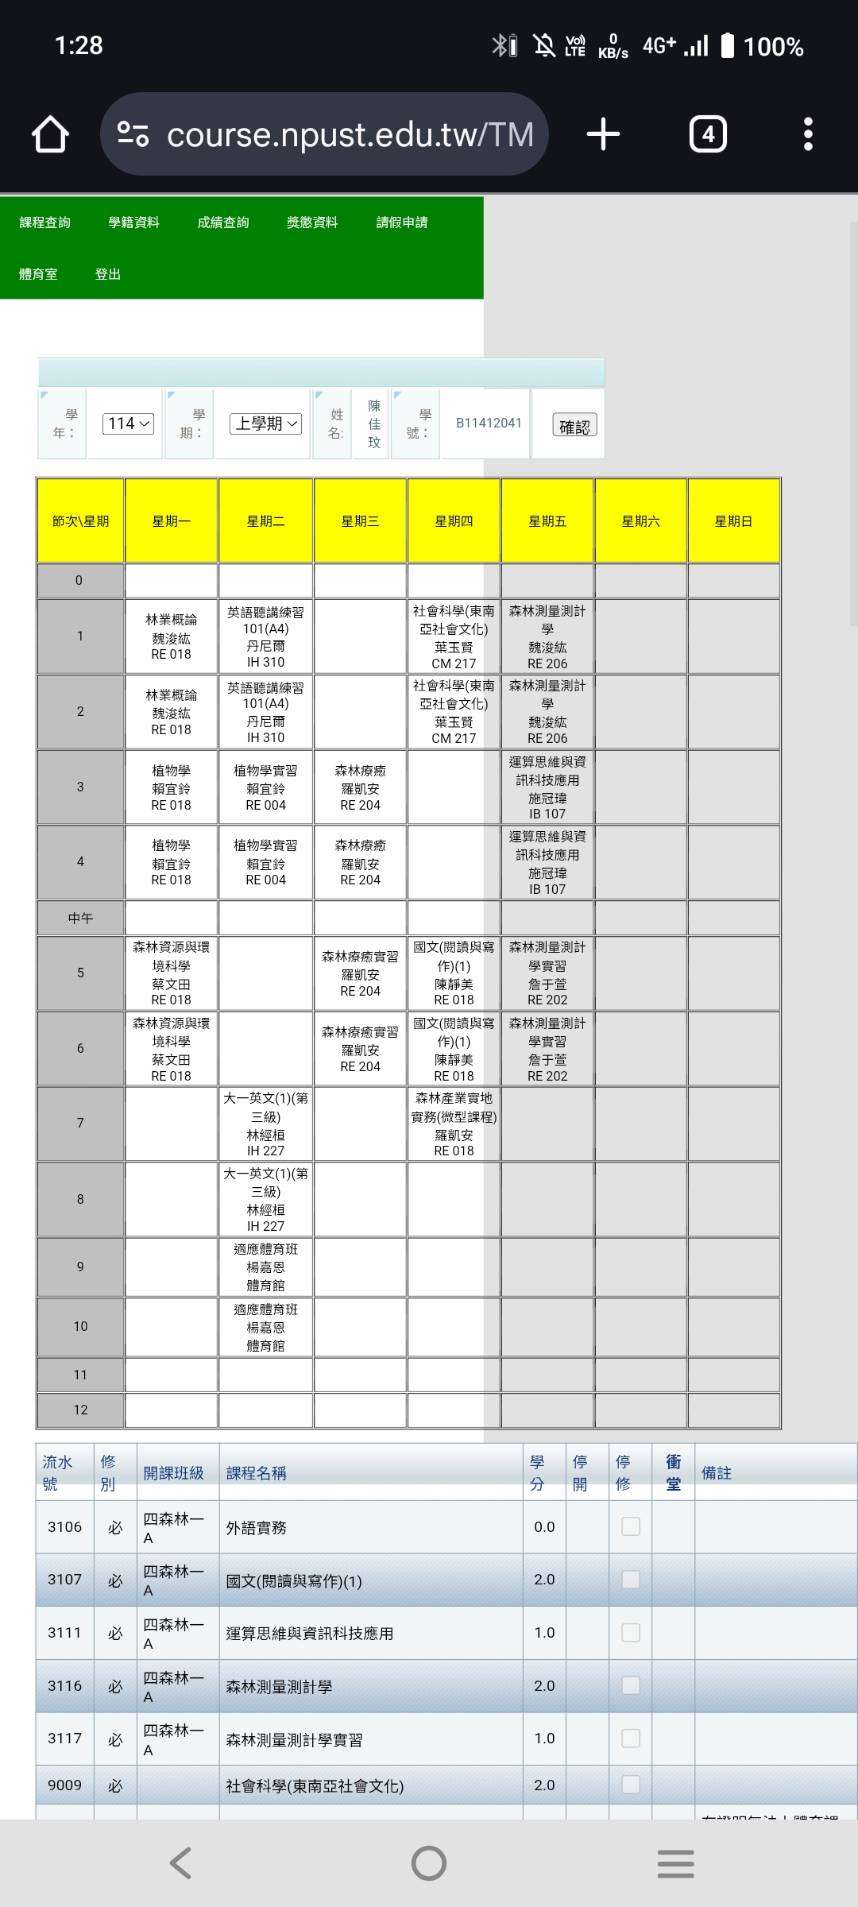 1:28
Vo)) LTE 0 KB/s 4G+ 100%
course.npust.edu.tw/TM
4
課程查詢 學籍資料 成績查詢 獎懲資料 請假申請
體育室 登出
學年： 114 學期： 上學期 姓名: 陳佳玟 學號： B11412041 確認
節次\星期 星期一 星期二 星期三 星期四 星期五 星期六 星期日
0
1
林業概論
魏浚紘
RE 018
英語聽講練習
101(A4)
丹尼爾
IH 310
社會科學(東南
亞社會文化)
葉玉賢
CM 217
森林測量測計
學
魏浚紘
RE 206
2
林業概論
魏浚紘
RE 018
英語聽講練習
101(A4)
丹尼爾
IH 310
社會科學(東南
亞社會文化)
葉玉賢
CM 217
森林測量測計
學
魏浚紘
RE 206
3
植物學
賴宜鈴
RE 018
植物學實習
賴宜鈴
RE 004
森林療癒
羅凱安
RE 204
運算思維與資
訊科技應用
施冠瑋
IB 107
4
植物學
賴宜鈴
RE 018
植物學實習
賴宜鈴
RE 004
森林療癒
羅凱安
RE 204
運算思維與資
訊科技應用
施冠瑋
IB 107
中午
5
森林資源與環
境科學
蔡文田
RE 018
森林療癒實習
羅凱安
RE 204
國文(閱讀與寫
作)(1)
陳靜美
RE 018
森林測量測計
學實習
詹于萱
RE 202
6
森林資源與環
境科學
蔡文田
RE 018
森林療癒實習
羅凱安
RE 204
國文(閱讀與寫
作)(1)
陳靜美
RE 018
森林測量測計
學實習
詹于萱
RE 202
7
大一英文(1)(第
三級)
林經桓
IH 227
森林產業實地
實務(微型課程)
羅凱安
RE 018
8
大一英文(1)(第
三級)
林經桓
IH 227
9
適應體育班
楊嘉恩
體育館
10
適應體育班
楊嘉恩
體育館
11
12
流水號 修別 開課班級 課程名稱 學分 停開 停修 衝堂 備註
3106 必 四森林一A 外語實務 0.0
3107 必 四森林一A 國文(閱讀與寫作)(1) 2.0
3111 必 四森林一A 運算思維與資訊科技應用 1.0
3116 必 四森林一A 森林測量測計學 2.0
3117 必 四森林一A 森林測量測計學實習 1.0
9009 必 社會科學(東南亞社會文化) 2.0